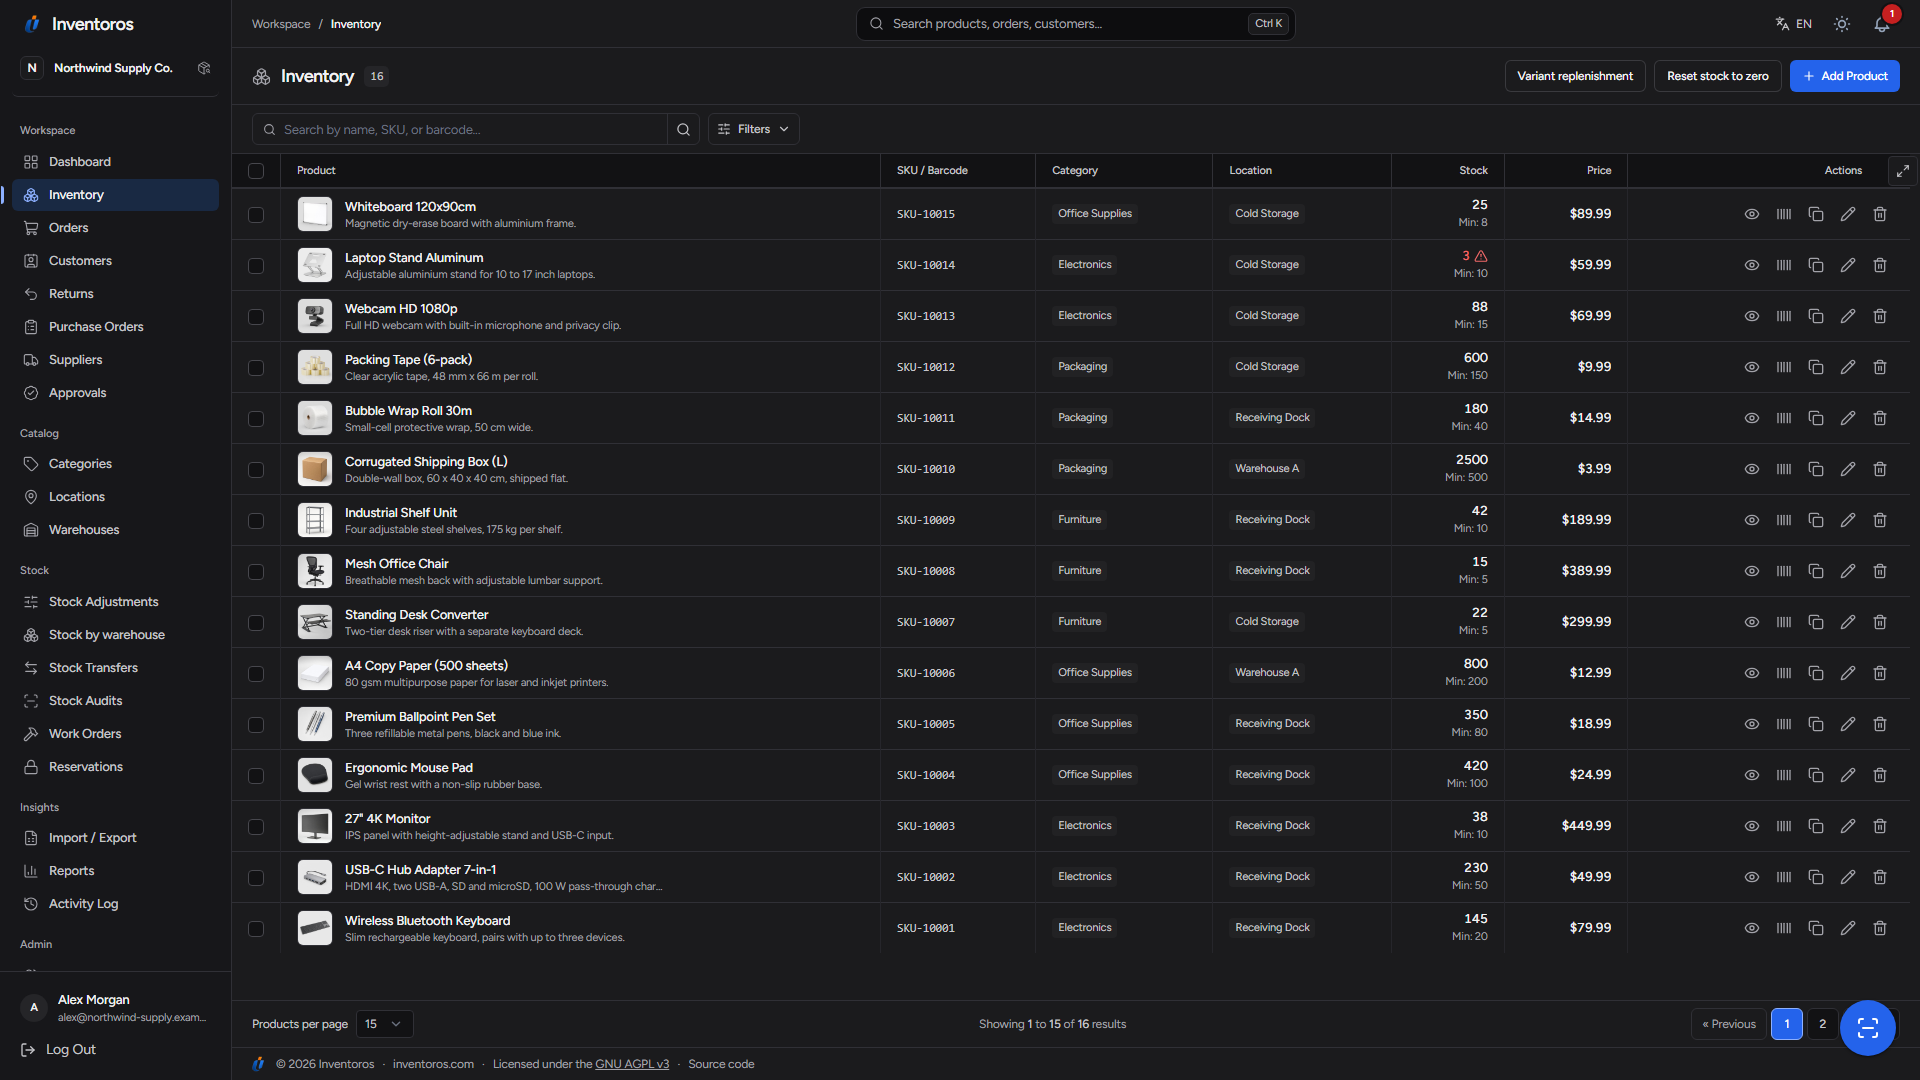 Inventoros
N Northwind Supply Co.
Workspace
Dashboard
Inventory
Orders
Customers
Returns
Purchase Orders
Suppliers
Approvals
Catalog
Categories
Locations
Warehouses
Stock
Stock Adjustments
Stock by warehouse
Stock Transfers
Stock Audits
Work Orders
Reservations
Insights
Import / Export
Reports
Activity Log
Admin
A
Alex Morgan
alex@northwind-supply.exam...
Log Out
Workspace / Inventory
Search products, orders, customers... Ctrl K
EN
1
Inventory 16
Variant replenishment
Reset stock to zero
+ Add Product
Search by name, SKU, or barcode...
Filters
Product SKU / Barcode Category Location Stock Price Actions
Whiteboard 120x90cm
Magnetic dry-erase board with aluminium frame.
SKU-10015 Office Supplies Cold Storage 25 Min: 8 $89.99
Laptop Stand Aluminum
Adjustable aluminium stand for 10 to 17 inch laptops.
SKU-10014 Electronics Cold Storage 3 Min: 10 $59.99
Webcam HD 1080p
Full HD webcam with built-in microphone and privacy clip.
SKU-10013 Electronics Cold Storage 88 Min: 15 $69.99
Packing Tape (6-pack)
Clear acrylic tape, 48 mm x 66 m per roll.
SKU-10012 Packaging Cold Storage 600 Min: 150 $9.99
Bubble Wrap Roll 30m
Small-cell protective wrap, 50 cm wide.
SKU-10011 Packaging Receiving Dock 180 Min: 40 $14.99
Corrugated Shipping Box (L)
Double-wall box, 60 x 40 x 40 cm, shipped flat.
SKU-10010 Packaging Warehouse A 2500 Min: 500 $3.99
Industrial Shelf Unit
Four adjustable steel shelves, 175 kg per shelf.
SKU-10009 Furniture Receiving Dock 42 Min: 10 $189.99
Mesh Office Chair
Breathable mesh back with adjustable lumbar support.
SKU-10008 Furniture Receiving Dock 15 Min: 5 $389.99
Standing Desk Converter
Two-tier desk riser with a separate keyboard deck.
SKU-10007 Furniture Cold Storage 22 Min: 5 $299.99
A4 Copy Paper (500 sheets)
80 gsm multipurpose paper for laser and inkjet printers.
SKU-10006 Office Supplies Warehouse A 800 Min: 200 $12.99
Premium Ballpoint Pen Set
Three refillable metal pens, black and blue ink.
SKU-10005 Office Supplies Receiving Dock 350 Min: 80 $18.99
Ergonomic Mouse Pad
Gel wrist rest with a non-slip rubber base.
SKU-10004 Office Supplies Receiving Dock 420 Min: 100 $24.99
27" 4K Monitor
IPS panel with height-adjustable stand and USB-C input.
SKU-10003 Electronics Receiving Dock 38 Min: 10 $449.99
USB-C Hub Adapter 7-in-1
HDMI 4K, two USB-A, SD and microSD, 100 W pass-through char...
SKU-10002 Electronics Receiving Dock 230 Min: 50 $49.99
Wireless Bluetooth Keyboard
Slim rechargeable keyboard, pairs with up to three devices.
SKU-10001 Electronics Receiving Dock 145 Min: 20 $79.99
Products per page 15
Showing 1 to 15 of 16 results
« Previous 1 2
© 2026 Inventoros · inventoros.com · Licensed under the GNU AGPL v3 · Source code